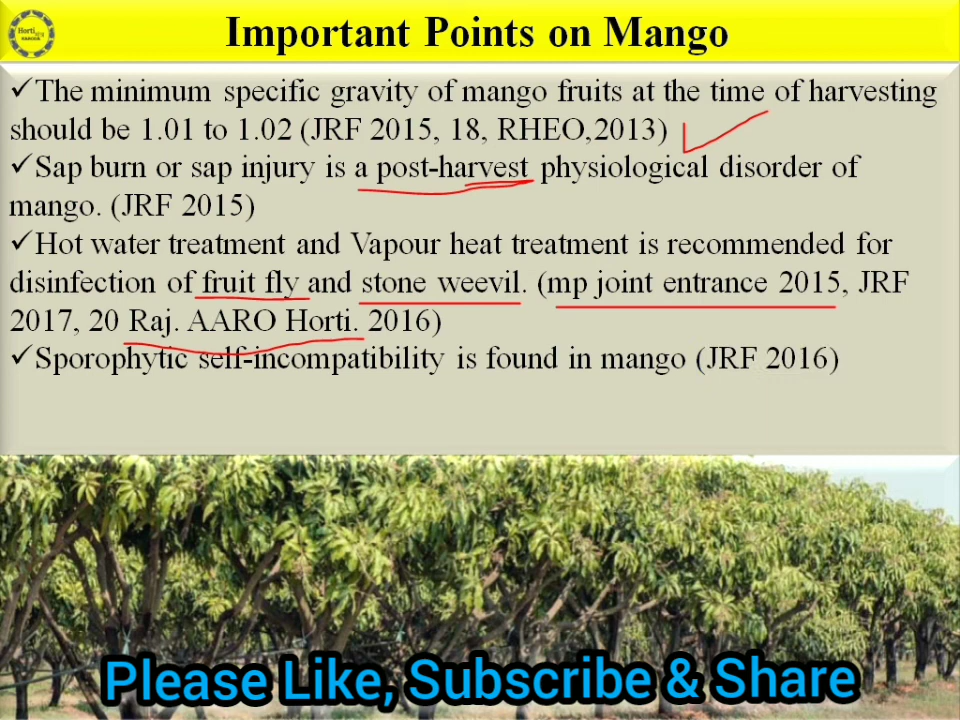 Horti
Important Points on Mango
✓The minimum specific gravity of mango fruits at the time of harvesting
should be 1.01 to 1.02 (JRF 2015, 18, RHEO,2013)
✓Sap burn or sap injury is a post-harvest physiological disorder of
mango. (JRF 2015)
✓Hot water treatment and Vapour heat treatment is recommended for
disinfection of fruit fly and stone weevil. (mp joint entrance 2015, JRF
2017, 20 Raj. AARO Horti. 2016)
✓Sporophytic self-incompatibility is found in mango (JRF 2016)
Please Like, Subscribe & Share